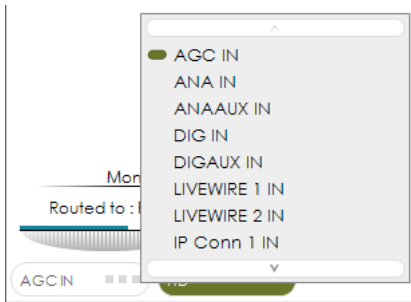 AGC IN
ANA IN
ANAAUX IN
DIG IN
DIGAUX IN
LIVEWIRE 1 IN
LIVEWIRE 2 IN
IP Conn 1 IN
Mon
Routed to :
AGC IN
HD